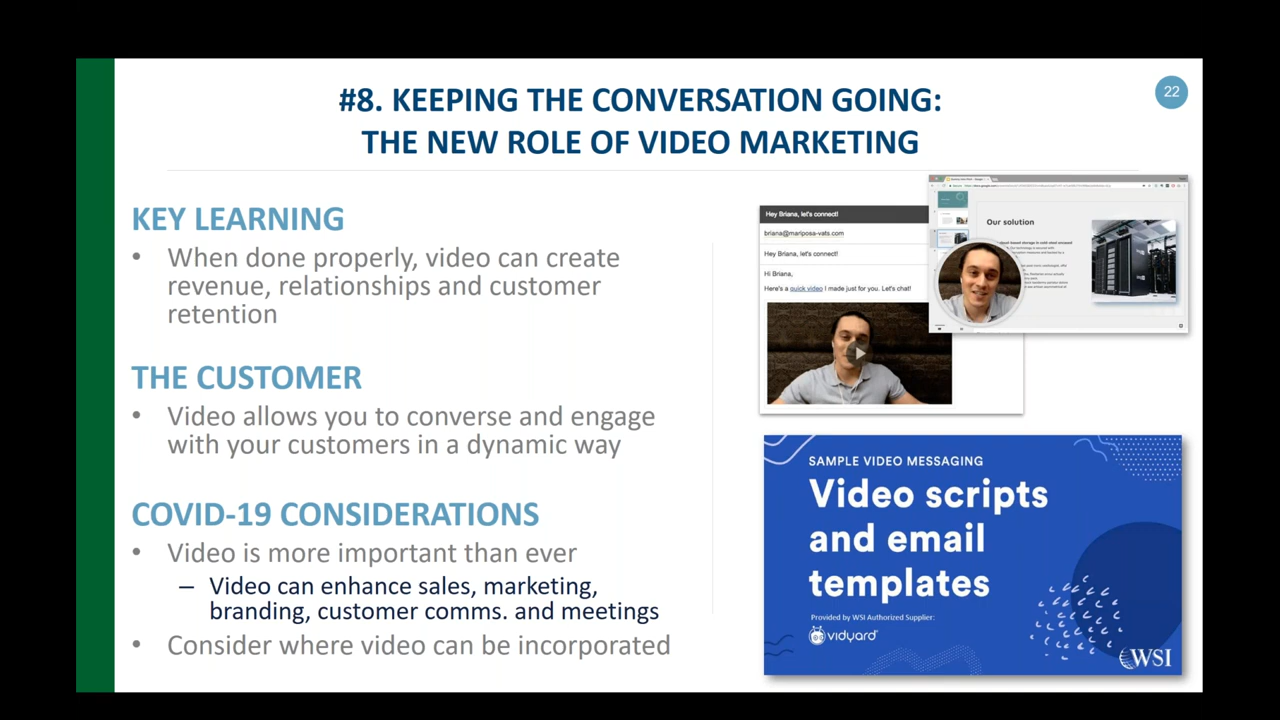 #8. KEEPING THE CONVERSATION GOING:
THE NEW ROLE OF VIDEO MARKETING
22
KEY LEARNING
• When done properly, video can create
revenue, relationships and customer
retention
THE CUSTOMER
• Video allows you to converse and engage
with your customers in a dynamic way
COVID-19 CONSIDERATIONS
• Video is more important than ever
– Video can enhance sales, marketing,
branding, customer comms. and meetings
• Consider where video can be incorporated
Hey Briana, let's connect!
briana@mariposa-vats.com
Hey Briana, let's connect!
Hi Briana,
Here's a quick video I made just for you. Let's chat!
Our solution
SAMPLE VIDEO MESSAGING
Video scripts
and email
templates
Provided by WSI Authorized Supplier:
vidyard
WSI